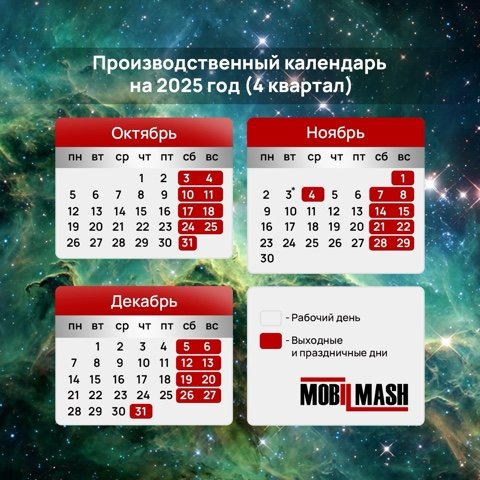 Производственный календарь
на 2025 год (4 квартал)
Октябрь
пн вт ср чт пт сб вс
1 2 3 4
5 6 7 8 9 10 11
12 13 14 15 16 17 18
19 20 21 22 23 24 25
26 27 28 29 30 31
Ноябрь
пн вт ср чт пт сб вс
1
2 3* 4 5 6 7 8
9 10 11 12 13 14 15
16 17 18 19 20 21 22
23 24 25 26 27 28 29
30
Декабрь
пн вт ср чт пт сб вс
1 2 3 4 5 6
7 8 9 10 11 12 13
14 15 16 17 18 19 20
21 22 23 24 25 26 27
28 29 30 31
- Рабочий день
- Выходные
и праздничные дни
MOBILMASH